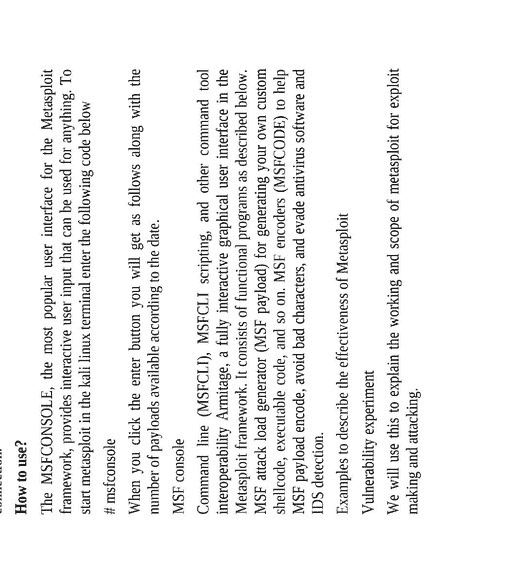 How to use?
The MSFCONSOLE, the most popular user interface for the Metasploit
framework, provides interactive user input that can be used for anything. To
start metasploit in the kali linux terminal enter the following code below
# msfconsole
When you click the enter button you will get as follows along with the
number of payloads available according to the date.
MSF console
Command line (MSFCLI), MSFCLI scripting, and other command tool
interoperability Armitage, a fully interactive graphical user interface in the
Metasploit framework. It consists of functional programs as described below.
MSF attack load generator (MSF payload) for generating your own custom
shellcode, executable code, and so on. MSF encoders (MSFCODE) to help
MSF payload encode, avoid bad characters, and evade antivirus software and
IDS detection.
Examples to describe the effectiveness of Metasploit
Vulnerability experiment
We will use this to explain the working and scope of metasploit for exploit
making and attacking.